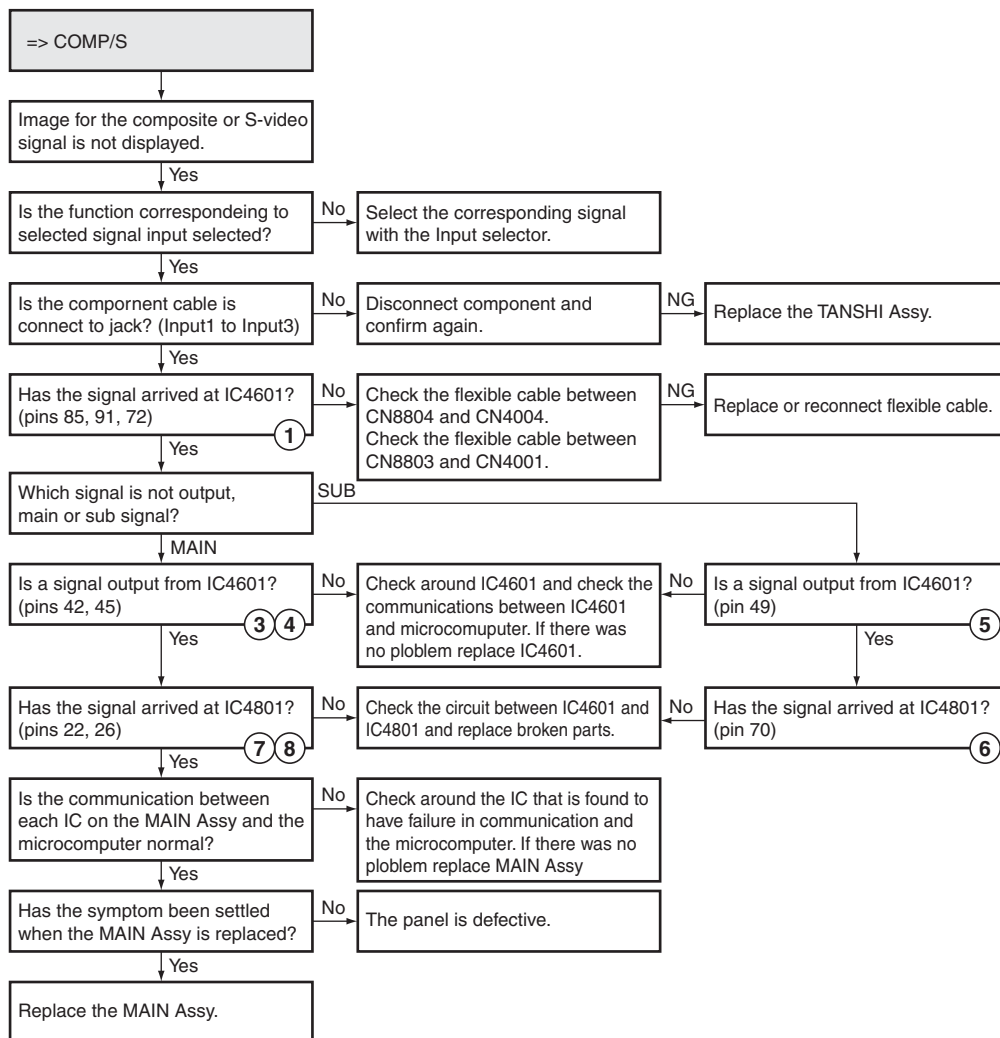 => COMP/S
Image for the composite or S-video
signal is not displayed.
Yes
Is the function correspondeing to
selected signal input selected?
No
Select the corresponding signal
with the Input selector.
Yes
Is the compornent cable is
connect to jack? (Input1 to Input3)
No
Disconnect component and
confirm again.
NG
Replace the TANSHI Assy.
Yes
Has the signal arrived at IC4601?
(pins 85, 91, 72)
1
No
Check the flexible cable between
CN8804 and CN4004.
Check the flexible cable between
CN8803 and CN4001.
NG
Replace or reconnect flexible cable.
Yes
Which signal is not output,
main or sub signal?
SUB
MAIN
Is a signal output from IC4601?
(pins 42, 45)
3 4
No
Check around IC4601 and check the
communications between IC4601
and microcomuputer. If there was
no ploblem replace IC4601.
No
Is a signal output from IC4601?
(pin 49)
5
Yes
Yes
Has the signal arrived at IC4801?
(pins 22, 26)
7 8
No
Check the circuit between IC4601 and
IC4801 and replace broken parts.
No
Has the signal arrived at IC4801?
(pin 70)
6
Yes
Is the communication between
each IC on the MAIN Assy and the
microcomputer normal?
No
Check around the IC that is found to
have failure in communication and
the microcomputer. If there was no
ploblem replace MAIN Assy
Yes
Has the symptom been settled
when the MAIN Assy is replaced?
No
The panel is defective.
Yes
Replace the MAIN Assy.